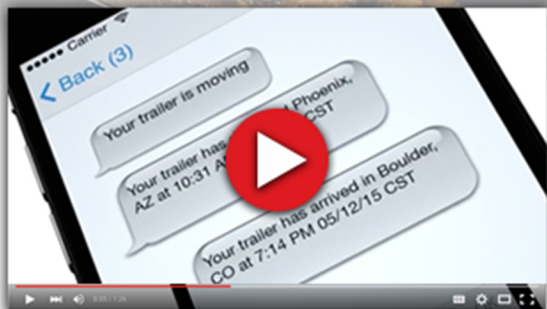 Carrier
Back (3)
Your trailer is moving
Your trailer has Phoenix,
AZ at 10:31 CST
Your trailer has arrived in Boulder,
CO at 7:14 PM 05/12/15 CST